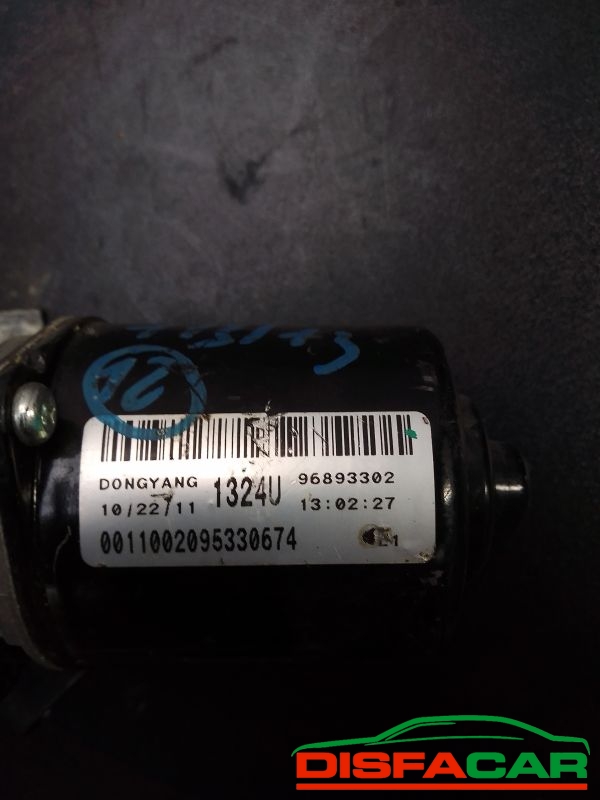 DONGYANG 1324U 96893302
10/22/11 13:02:27
0011002095330674
DISFACAR